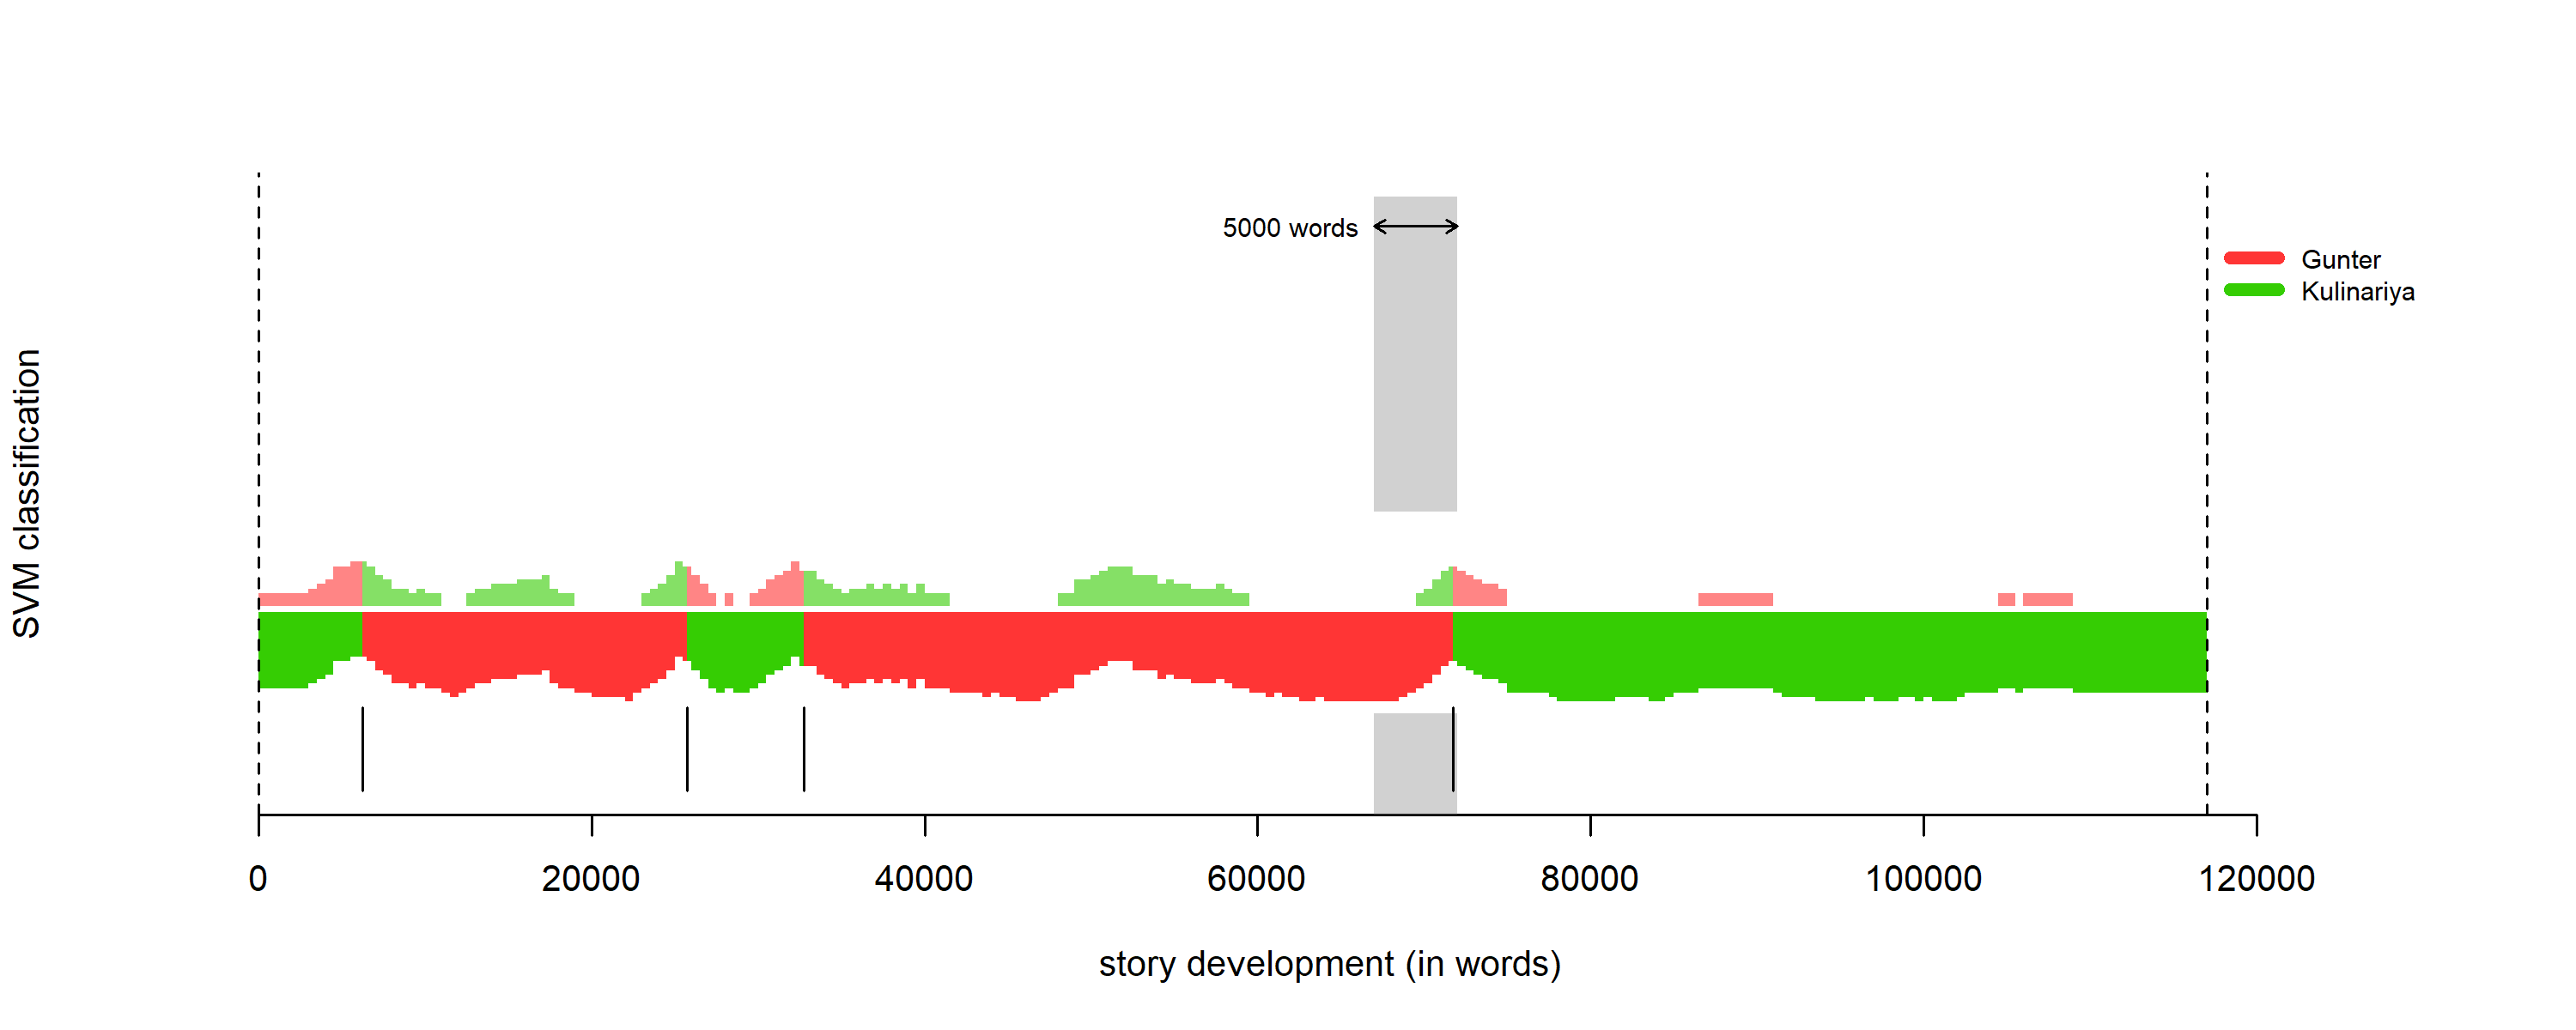 5000 words
Gunter
Kulinariya
SVM classification
0 20000 40000 60000 80000 100000 120000
story development (in words)